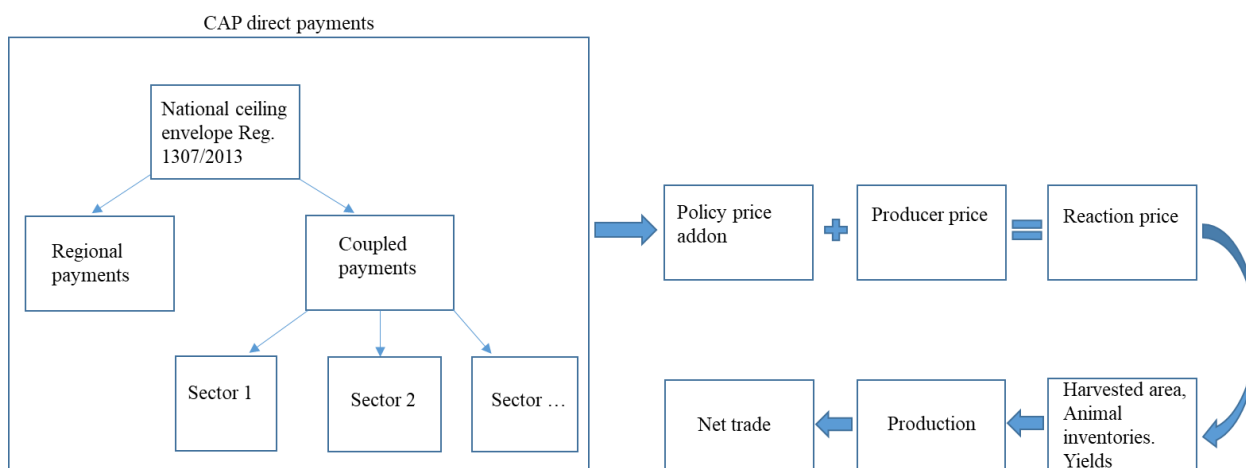 CAP direct payments
National ceiling
envelope Reg.
1307/2013
Regional
payments
Coupled
payments
Sector 1
Sector 2
Sector …
Policy price
addon
Producer price
Reaction price
Harvested area,
Animal
inventories.
Yields
Production
Net trade